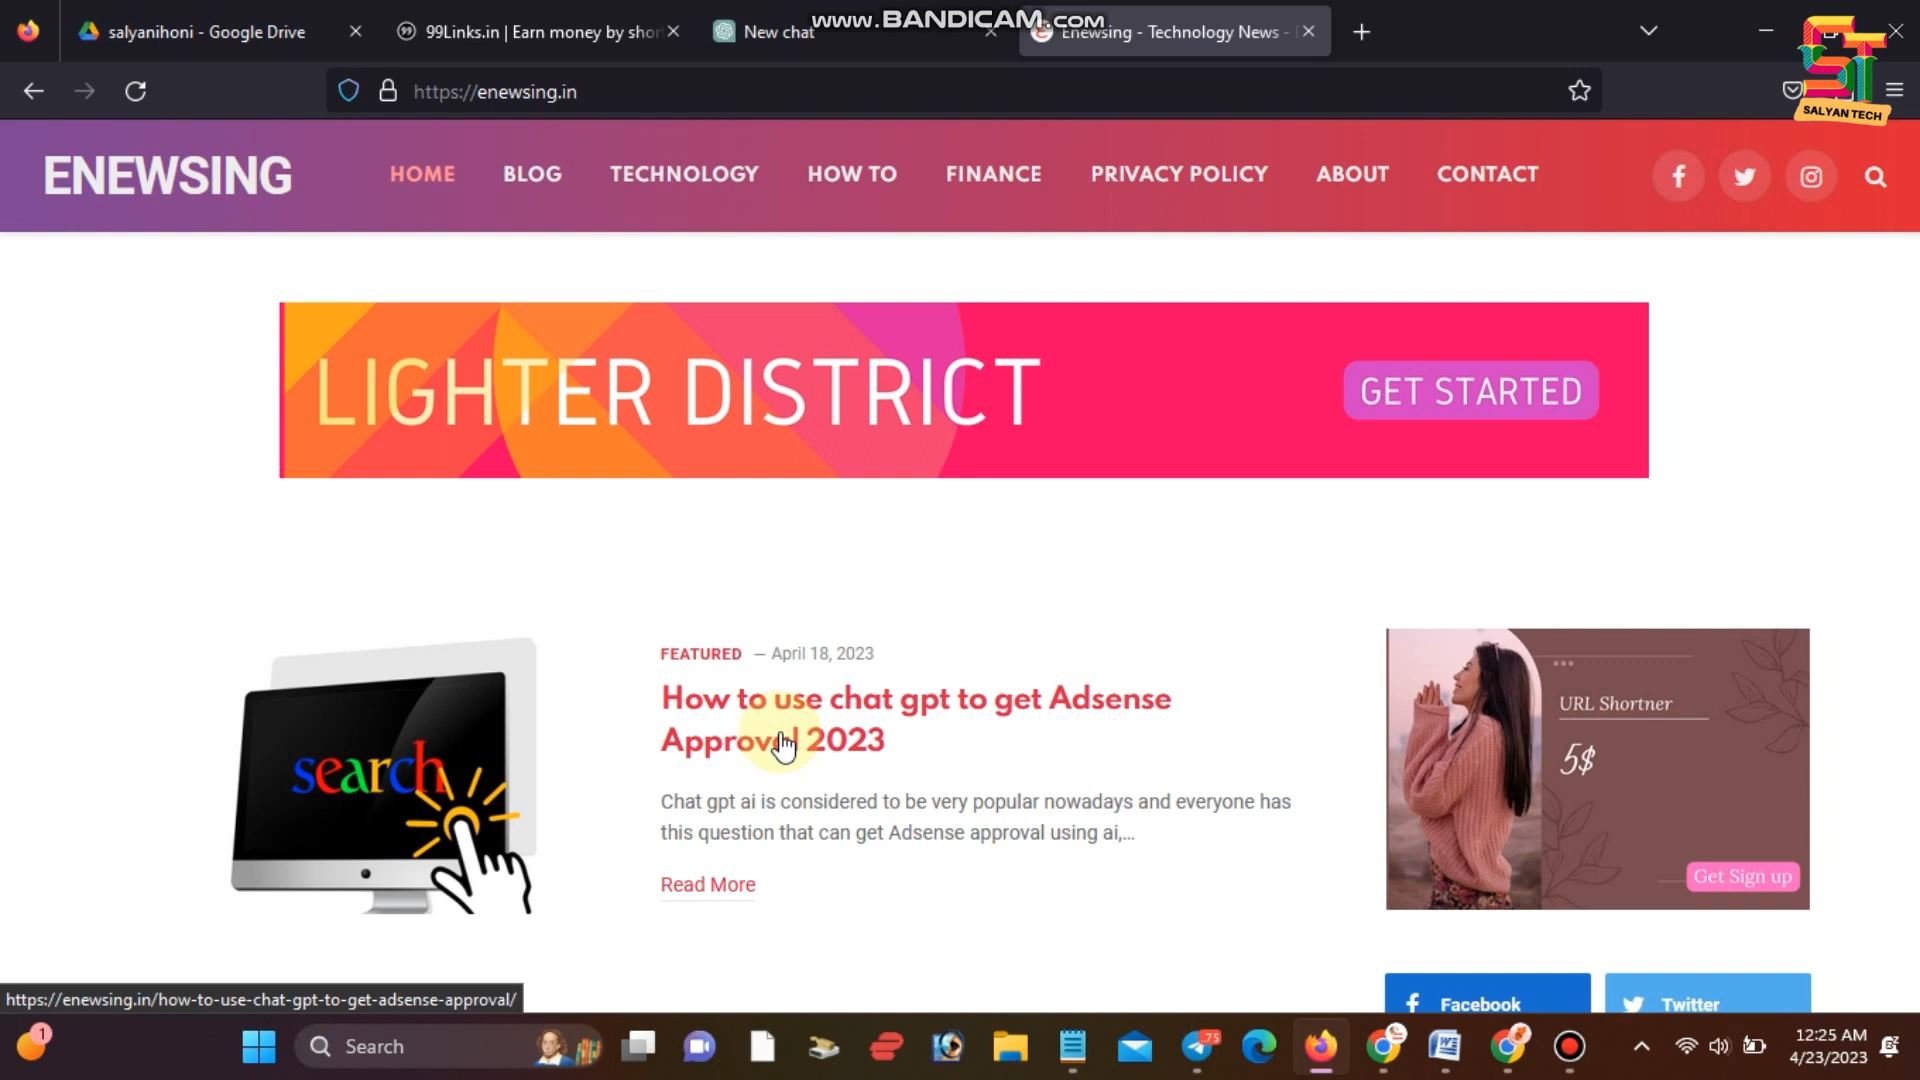 www.BANDICAM.com
salyanihoni - Google Drive
99Links.in | Earn money by shor
New chat
Enewsing - Technology News -
ST
SALYAN TECH
https://enewsing.in
ENEWSING
HOME
BLOG
TECHNOLOGY
HOW TO
FINANCE
PRIVACY POLICY
ABOUT
CONTACT
LIGHTER DISTRICT
GET STARTED
search
FEATURED — April 18, 2023
How to use chat gpt to get Adsense
Approval 2023
Chat gpt ai is considered to be very popular nowadays and everyone has
this question that can get Adsense approval using ai,...
Read More
URL Shortner
5$
Get Sign up
Facebook
Twitter
https://enewsing.in/how-to-use-chat-gpt-to-get-adsense-approval/
1
Search
75
12:25 AM
4/23/2023